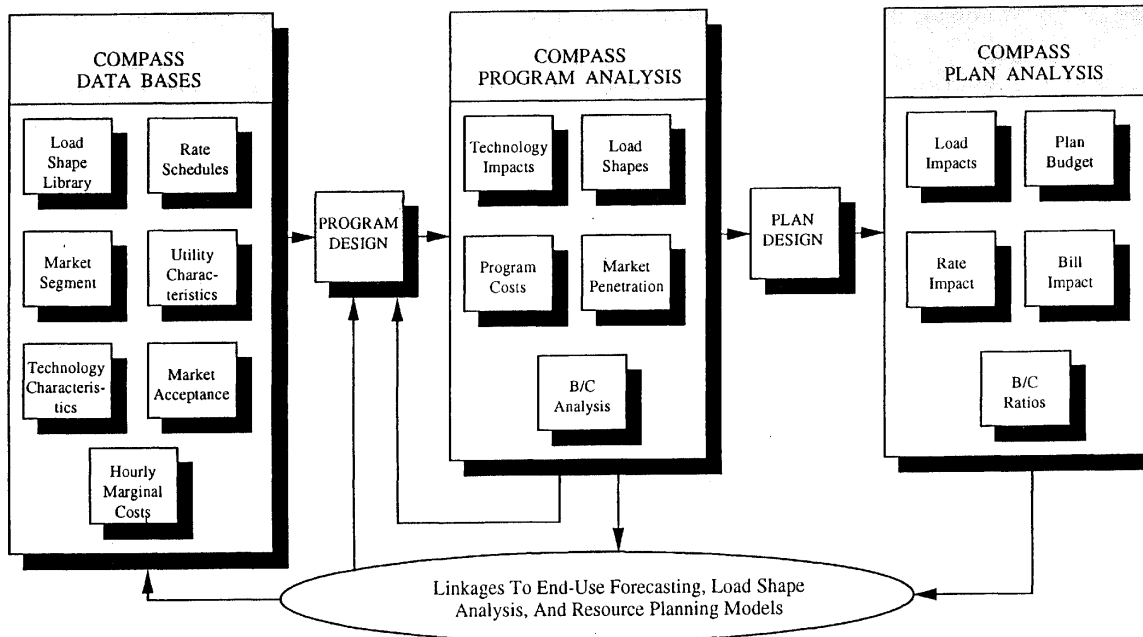 COMPASS
DATA BASES
Load
Shape
Library
Rate
Schedules
Market
Segment
Utility
Charac-
teristics
Technology
Characteris-
tics
Market
Acceptance
Hourly
Marginal
Costs
PROGRAM
DESIGN
COMPASS
PROGRAM ANALYSIS
Technology
Impacts
Load
Shapes
Program
Costs
Market
Penetration
B/C
Analysis
PLAN
DESIGN
COMPASS
PLAN ANALYSIS
Load
Impacts
Plan
Budget
Rate
Impact
Bill
Impact
B/C
Ratios
Linkages To End-Use Forecasting, Load Shape
Analysis, And Resource Planning Models